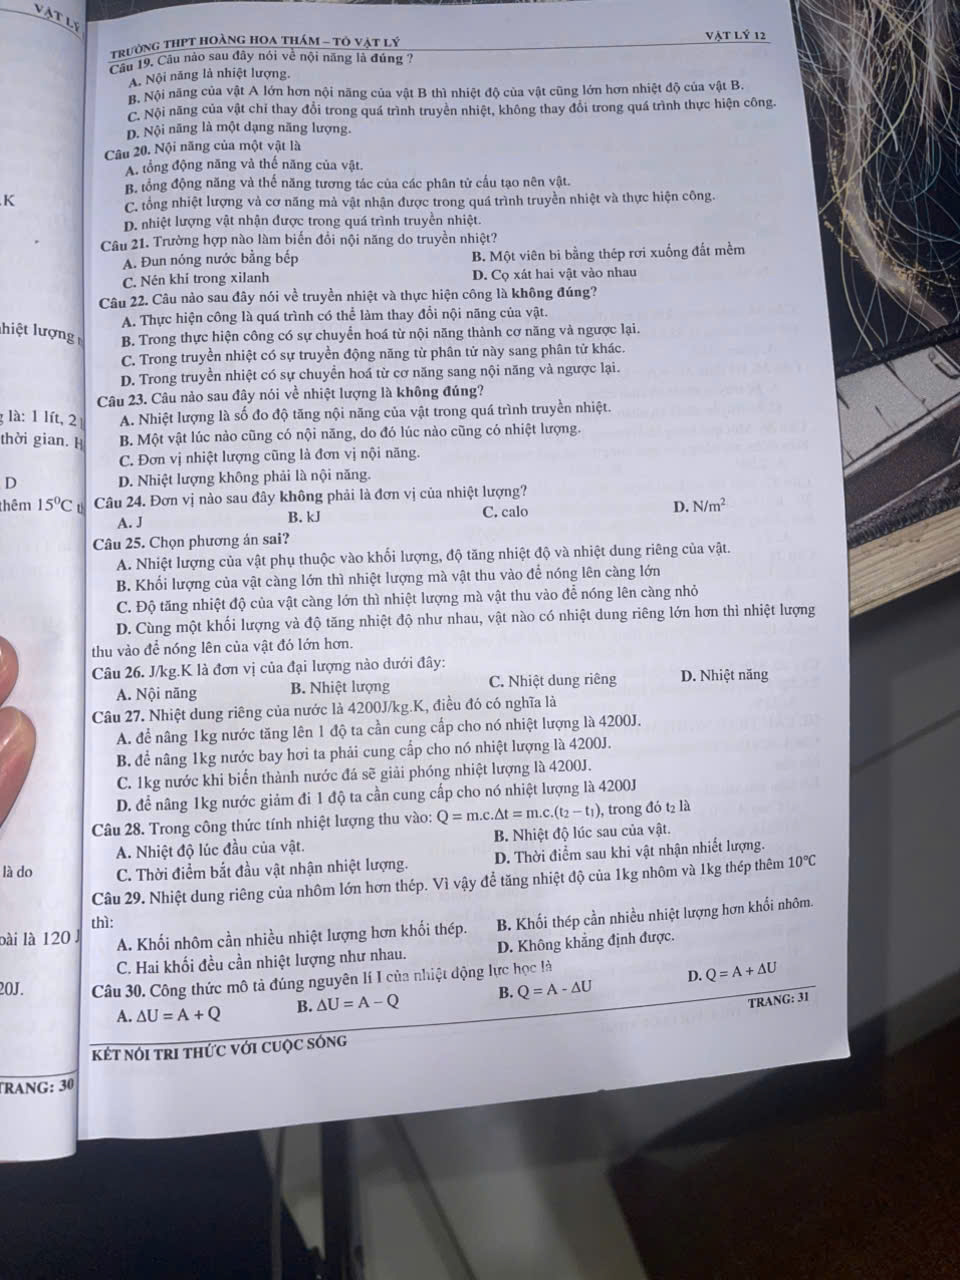 VẬT LÝ
K
nhiệt lượng
g là: 1 lít, 2
thời gian. H
D
thêm 15⁰C
là do
oài là 120 J
20J.
TRANG: 30
TRƯỜNG THPT HOÀNG HOA THÁM – TỔ VẬT LÝ VẬT LÝ 12
Câu 19. Câu nào sau đây nói về nội năng là đúng ?
A. Nội năng là nhiệt lượng.
B. Nội năng của vật A lớn hơn nội năng của vật B thì nhiệt độ của vật cũng lớn hơn nhiệt độ của vật B.
C. Nội năng của vật chỉ thay đổi trong quá trình truyền nhiệt, không thay đổi trong quá trình thực hiện công.
D. Nội năng là một dạng năng lượng.
Câu 20. Nội năng của một vật là
A. tổng động năng và thế năng của vật.
B. tổng động năng và thế năng tương tác của các phân tử cấu tạo nên vật.
C. tổng nhiệt lượng và cơ năng mà vật nhận được trong quá trình truyền nhiệt và thực hiện công.
D. nhiệt lượng vật nhận được trong quá trình truyền nhiệt.
Câu 21. Trường hợp nào làm biến đổi nội năng do truyền nhiệt?
A. Đun nóng nước bằng bếp B. Một viên bi bằng thép rơi xuống đất mềm
C. Nén khí trong xilanh D. Cọ xát hai vật vào nhau
Câu 22. Câu nào sau đây nói về truyền nhiệt và thực hiện công là không đúng?
A. Thực hiện công là quá trình có thể làm thay đổi nội năng của vật.
B. Trong thực hiện công có sự chuyển hoá từ nội năng thành cơ năng và ngược lại.
C. Trong truyền nhiệt có sự truyền động năng từ phân tử này sang phân tử khác.
D. Trong truyền nhiệt có sự chuyển hoá từ cơ năng sang nội năng và ngược lại.
Câu 23. Câu nào sau đây nói về nhiệt lượng là không đúng?
A. Nhiệt lượng là số đo độ tăng nội năng của vật trong quá trình truyền nhiệt.
B. Một vật lúc nào cũng có nội năng, do đó lúc nào cũng có nhiệt lượng.
C. Đơn vị nhiệt lượng cũng là đơn vị nội năng.
D. Nhiệt lượng không phải là nội năng.
Câu 24. Đơn vị nào sau đây không phải là đơn vị của nhiệt lượng?
A. J B. kJ C. calo D. N/m²
Câu 25. Chọn phương án sai?
A. Nhiệt lượng của vật phụ thuộc vào khối lượng, độ tăng nhiệt độ và nhiệt dung riêng của vật.
B. Khối lượng của vật càng lớn thì nhiệt lượng mà vật thu vào để nóng lên càng lớn
C. Độ tăng nhiệt độ của vật càng lớn thì nhiệt lượng mà vật thu vào để nóng lên càng nhỏ
D. Cùng một khối lượng và độ tăng nhiệt độ như nhau, vật nào có nhiệt dung riêng lớn hơn thì nhiệt lượng
thu vào để nóng lên của vật đó lớn hơn.
Câu 26. J/kg.K là đơn vị của đại lượng nào dưới đây:
A. Nội năng B. Nhiệt lượng C. Nhiệt dung riêng D. Nhiệt năng
Câu 27. Nhiệt dung riêng của nước là 4200J/kg.K, điều đó có nghĩa là
A. để nâng 1kg nước tăng lên 1 độ ta cần cung cấp cho nó nhiệt lượng là 4200J.
B. để nâng 1kg nước bay hơi ta phải cung cấp cho nó nhiệt lượng là 4200J.
C. 1kg nước khi biến thành nước đá sẽ giải phóng nhiệt lượng là 4200J.
D. để nâng 1kg nước giảm đi 1 độ ta cần cung cấp cho nó nhiệt lượng là 4200J
Câu 28. Trong công thức tính nhiệt lượng thu vào: Q = m.c.Δt = m.c.(t₂ – t₁), trong đó t₂ là
A. Nhiệt độ lúc đầu của vật. B. Nhiệt độ lúc sau của vật.
C. Thời điểm bắt đầu vật nhận nhiệt lượng. D. Thời điểm sau khi vật nhận nhiết lượng.
Câu 29. Nhiệt dung riêng của nhôm lớn hơn thép. Vì vậy để tăng nhiệt độ của 1kg nhôm và 1kg thép thêm 10°C
thì:
A. Khối nhôm cần nhiều nhiệt lượng hơn khối thép. B. Khối thép cần nhiều nhiệt lượng hơn khối nhôm.
C. Hai khối đều cần nhiệt lượng như nhau. D. Không khẳng định được.
Câu 30. Công thức mô tả đúng nguyên lí I của nhiệt động lực học là
A. ΔU = A + Q B. ΔU = A – Q B. Q = A - ΔU D. Q = A + ΔU
TRANG: 31
KẾT NỐI TRI THỨC VỚI CUỘC SỐNG